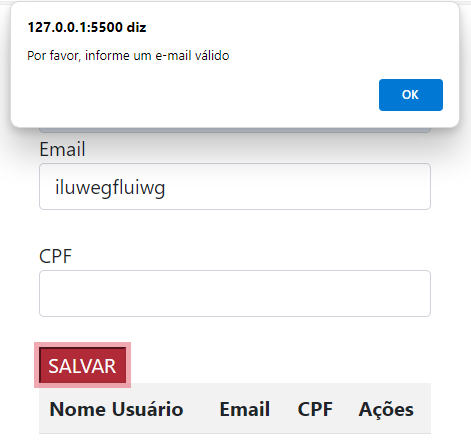 127.0.0.1:5500 diz
Por favor, informe um e-mail válido
OK
Email
iluwegfluiwg
CPF
SALVAR
Nome Usuário Email CPF Ações